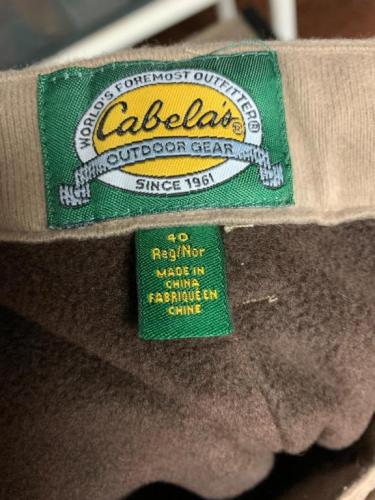 WORLD'S FOREMOST OUTFITTER®
Cabela's®
OUTDOOR GEAR
SINCE 1961
40
Reg/Nor
MADE IN
CHINA
FABRIQUE EN
CHINE